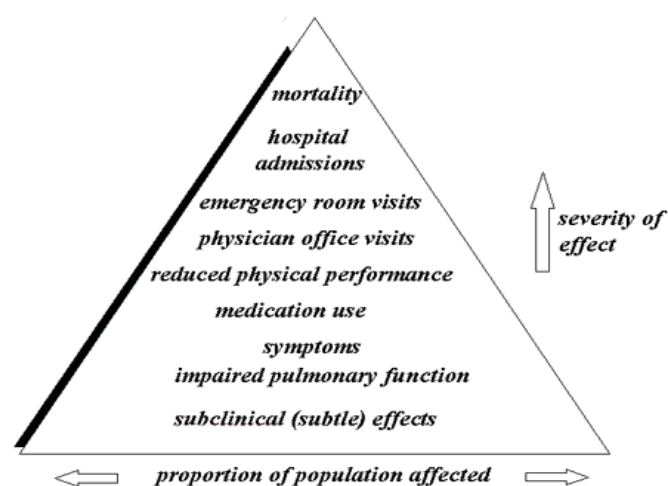 mortality
hospital
admissions
emergency room visits
physician office visits
reduced physical performance
medication use
symptoms
impaired pulmonary function
subclinical (subtle) effects
severity of
effect
proportion of population affected